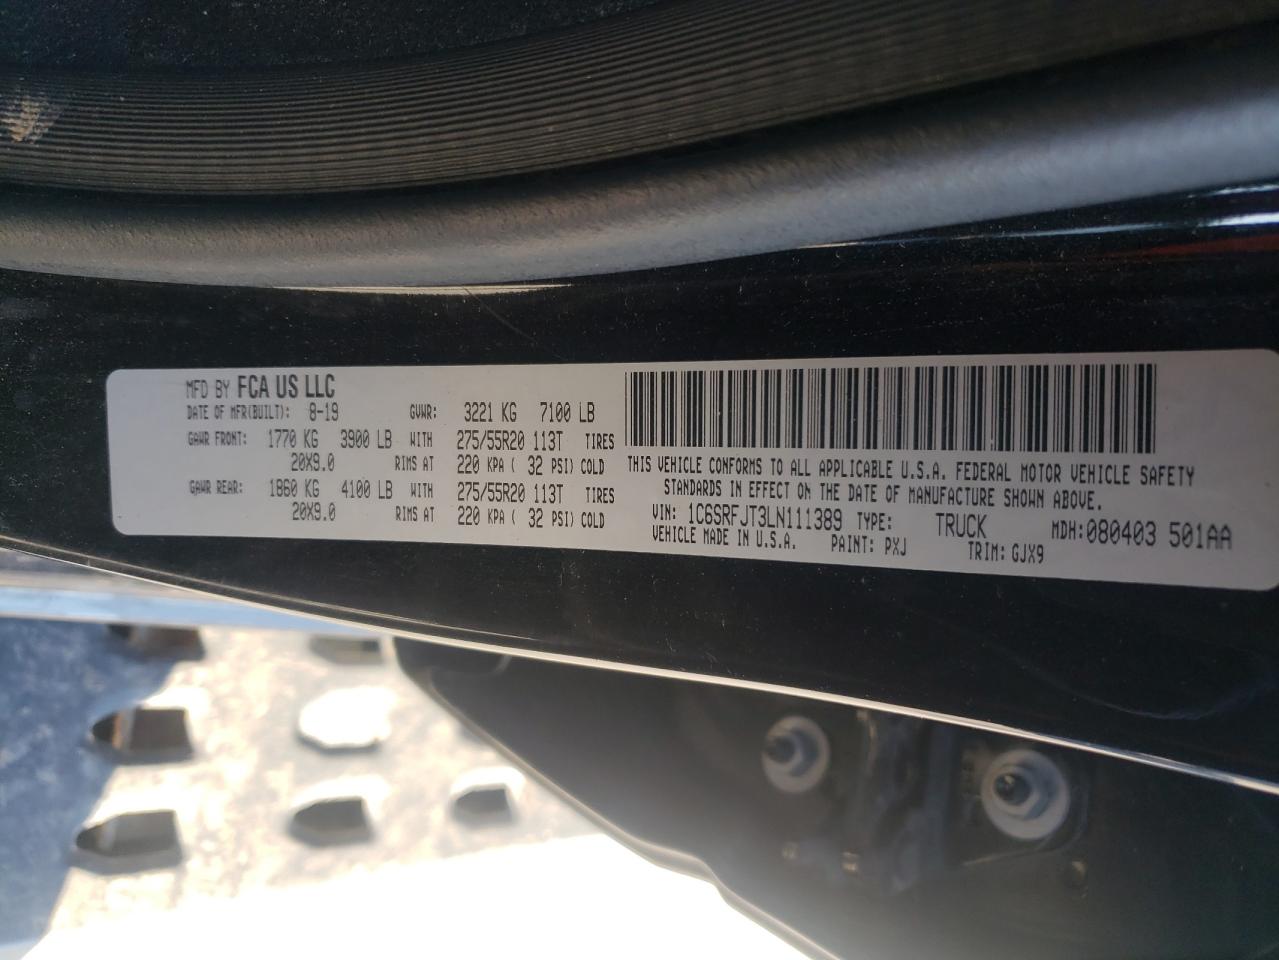 MFD BY FCA US LLC
DATE OF MFR(BUILT): 8-19 GVWR: 3221 KG 7100 LB
GAWR FRONT: 1770 KG 3900 LB WITH 275/55R20 113T TIRES
20X9.0 RIMS AT 220 KPA ( 32 PSI) COLD
GAWR REAR: 1860 KG 4100 LB WITH 275/55R20 113T TIRES
20X9.0 RIMS AT 220 KPA ( 32 PSI) COLD
THIS VEHICLE CONFORMS TO ALL APPLICABLE U.S.A. FEDERAL MOTOR VEHICLE SAFETY
STANDARDS IN EFFECT ON THE DATE OF MANUFACTURE SHOWN ABOVE.
VIN: 1C6SRFJT3LN111389 TYPE: TRUCK MDH:080403 501AA
VEHICLE MADE IN U.S.A. PAINT: PXJ TRIM: GJX9